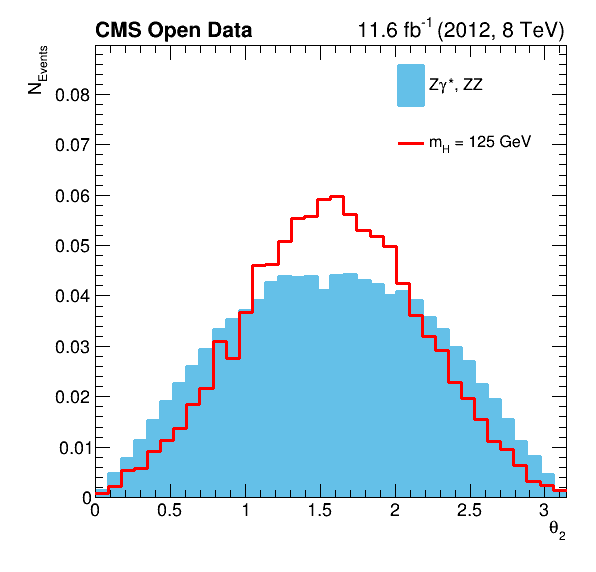 CMS Open Data 11.6 fb⁻¹ (2012, 8 TeV)
N_Events
Zγ*, ZZ
m_H = 125 GeV
0.08
0.07
0.06
0.05
0.04
0.03
0.02
0.01
0
0 0.5 1 1.5 2 2.5 3
θ₂